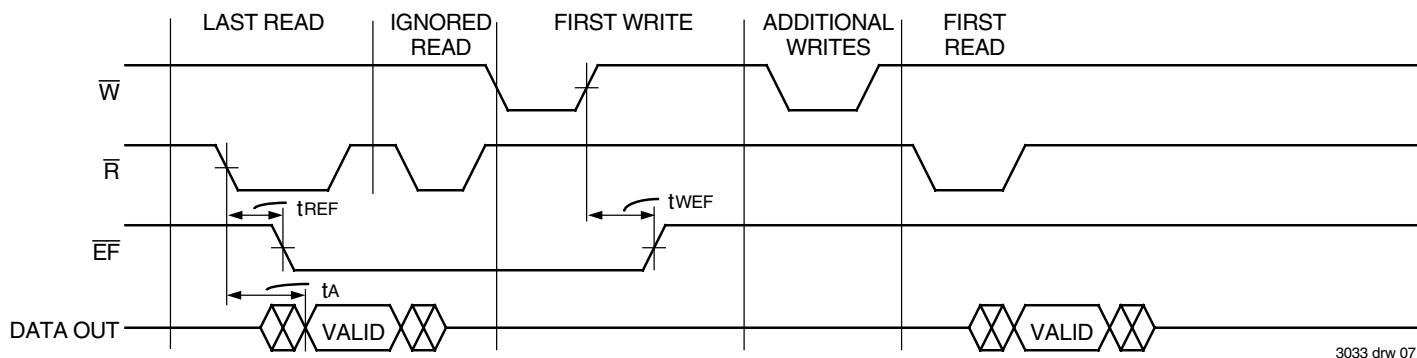 LAST READ
IGNORED
READ
FIRST WRITE
ADDITIONAL
WRITES
FIRST
READ
W
R
tREF
tWEF
EF
tA
DATA OUT
VALID
VALID
3033 drw 07